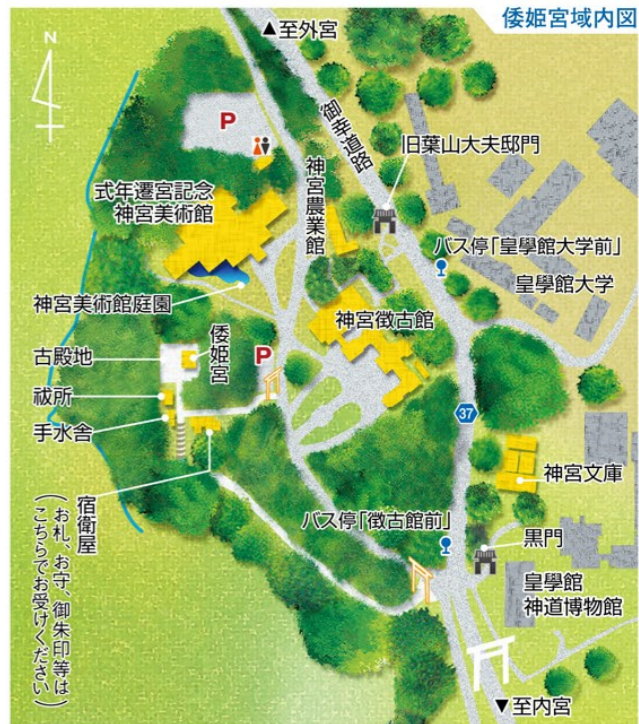 倭姫宮域内図
N
▲至外宮
御幸道路
P
旧葉山大夫邸門
式年遷宮記念
神宮美術館
神宮農業館
バス停「皇學館大学前」
皇學館大学
神宮美術館庭園
神宮徴古館
倭姫宮
古殿地
P
祓所
37
手水舎
神宮文庫
宿衛屋
(お札、お守、御朱印等は
こちらでお受けください)
バス停「徴古館前」
黒門
皇學館
神道博物館
▼至内宮